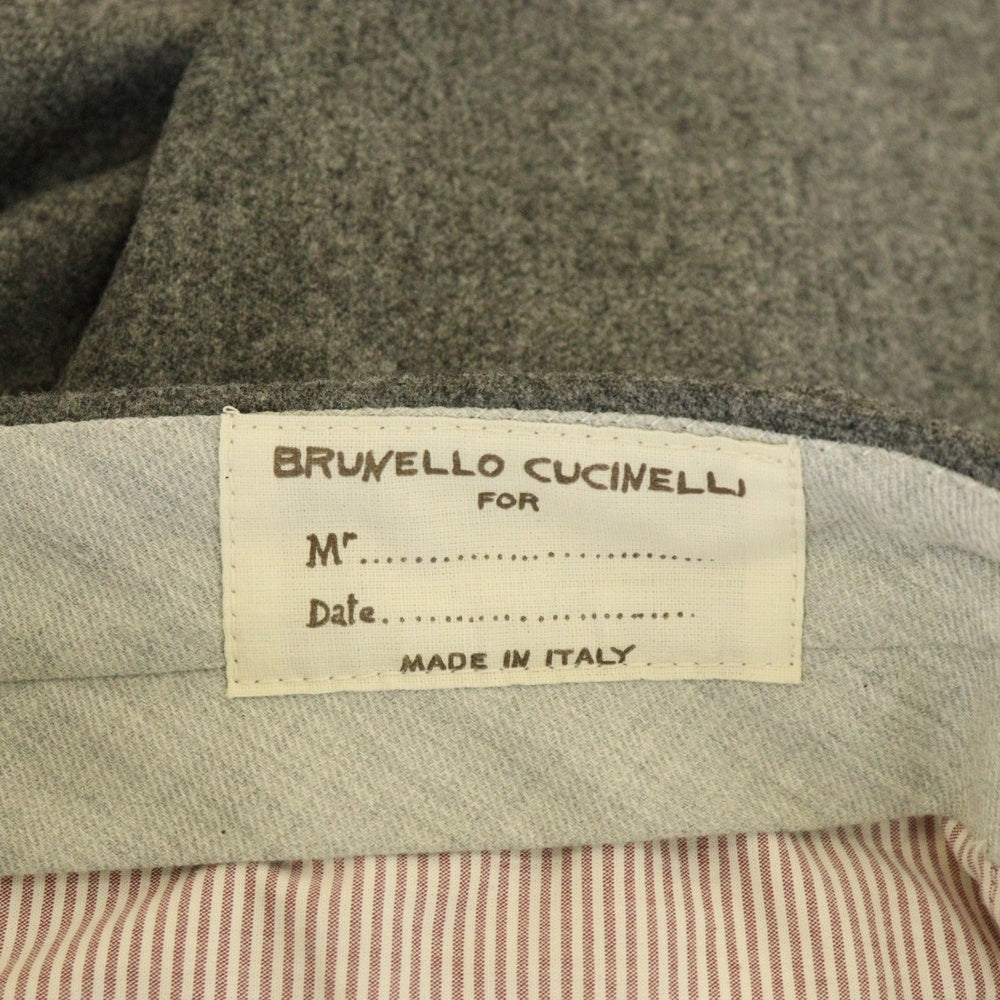 BRUNELLO CUCINELLI
FOR
Mr........................
Date........................
MADE IN ITALY